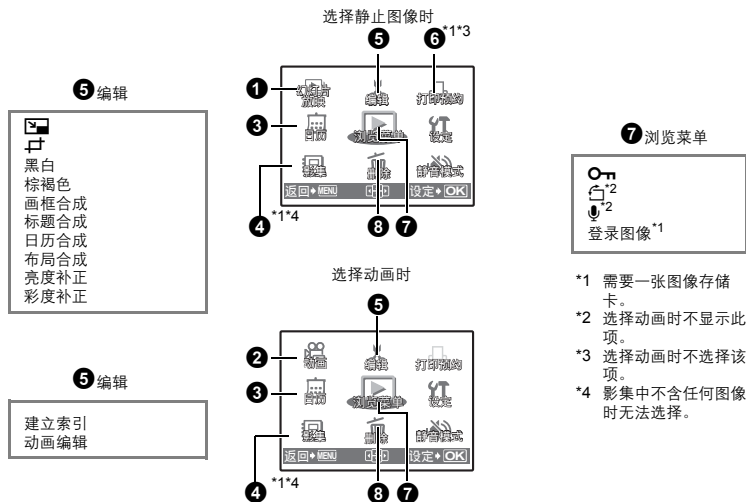 选择静止图像时
❺ ❻*1*3
❶ 幻灯片放映 编辑 打印预约
❸ 日历 浏览菜单 设定
影集 删除 静音模式
返回 MENU 设定 OK
❹*1*4 ❽ ❼
❺编辑
黑白
棕褐色
画框合成
标题合成
日历合成
布局合成
亮度补正
彩度补正
选择动画时
❺
❷ 动画 编辑 打印预约
❸ 日历 浏览菜单 设定
影集 删除 静音模式
返回 MENU 设定 OK
❹*1*4 ❽ ❼
❺编辑
建立索引
动画编辑
❼浏览菜单
*2
*2
登录图像*1
*1 需要一张图像存储
卡。
*2 选择动画时不显示此
项。
*3 选择动画时不选择该
项。
*4 影集中不含任何图像
时无法选择。